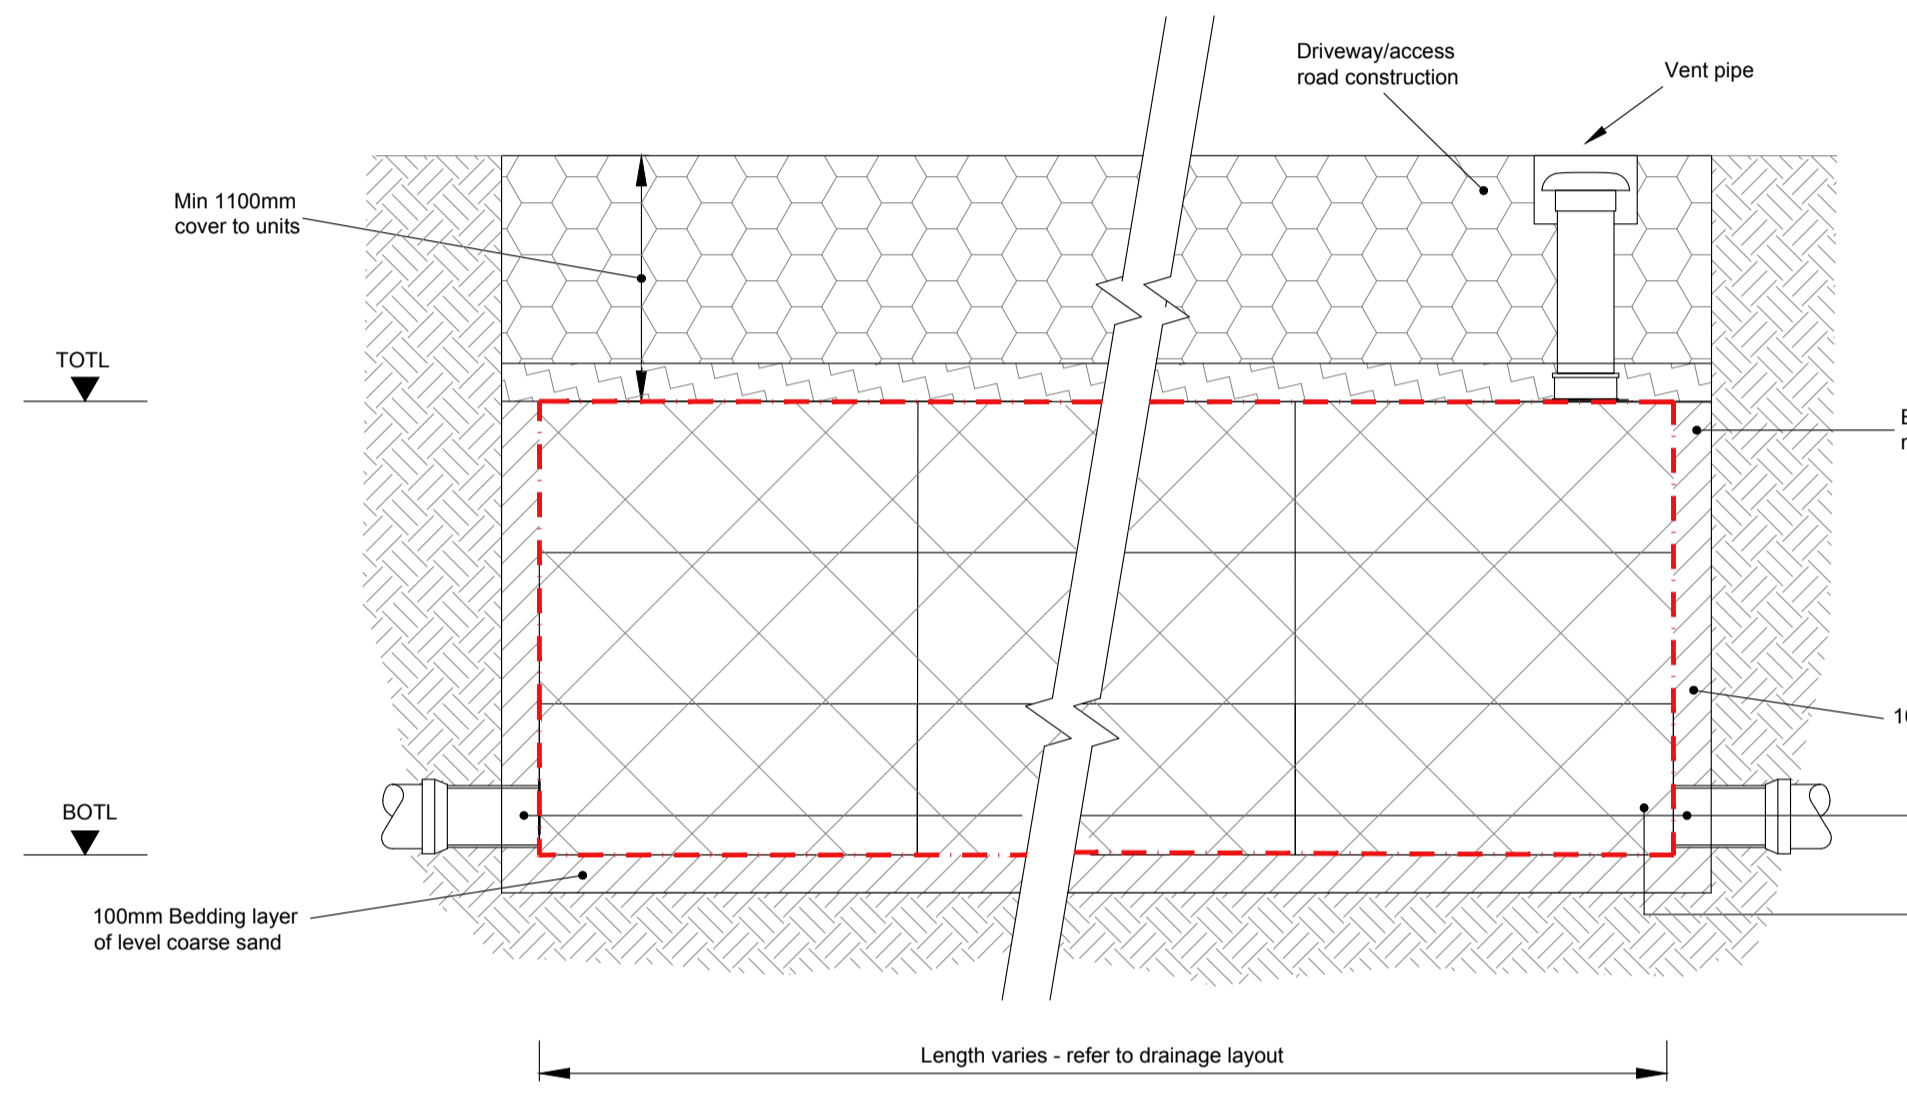 Driveway/access
road construction
Vent pipe
Min 1100mm
cover to units
TOTL
BOTL
100mm Bedding layer
of level coarse sand
Length varies - refer to drainage layout